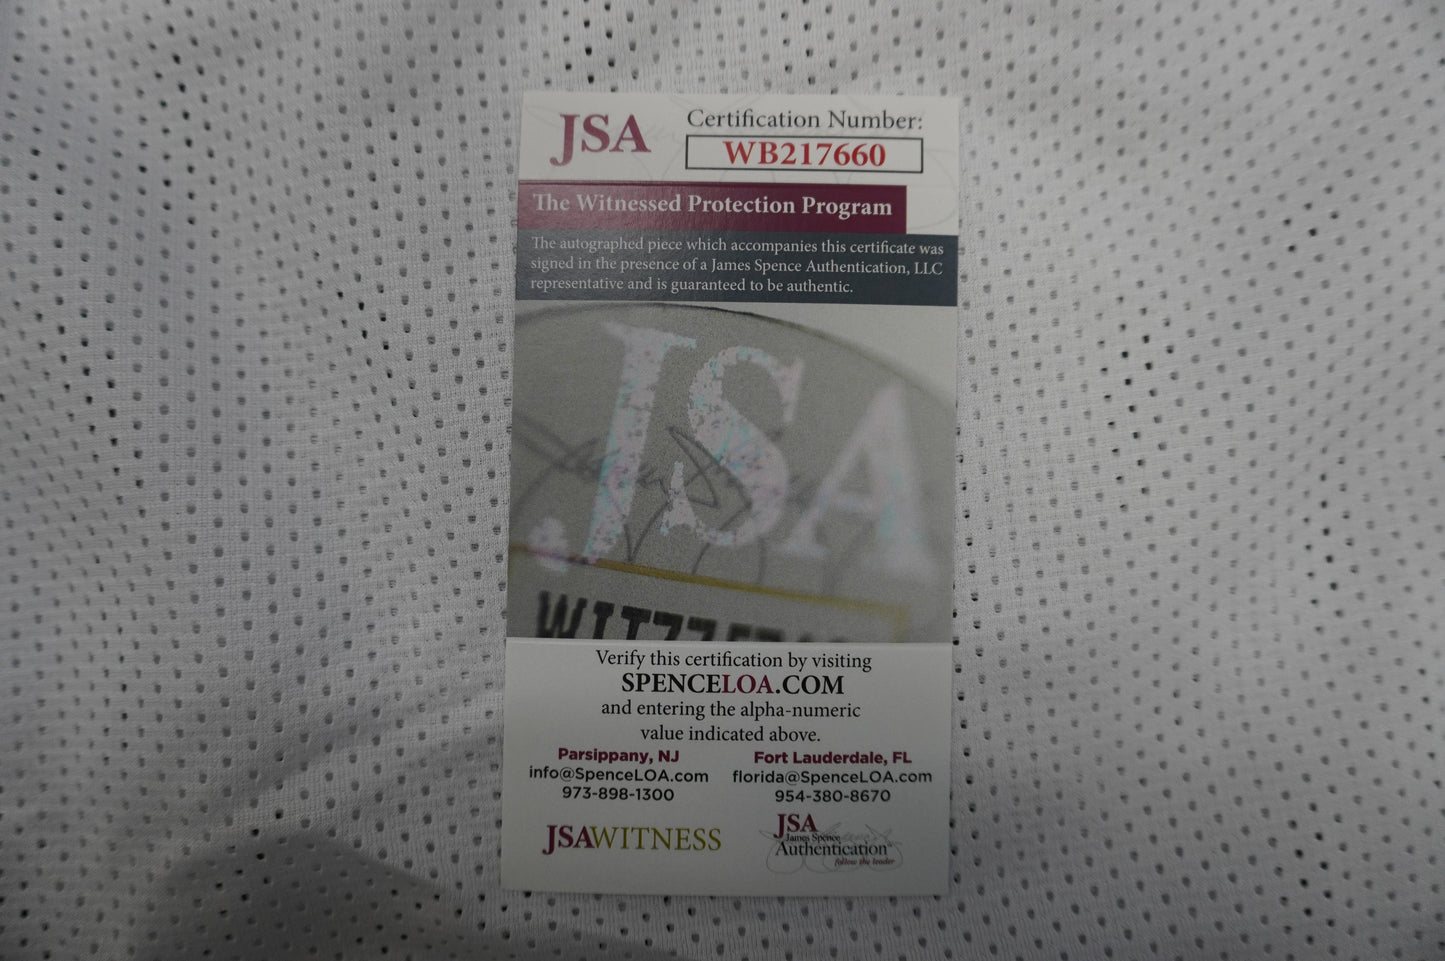 JSA
Certification Number:
WB217660
The Witnessed Protection Program
The autographed piece which accompanies this certificate was
signed in the presence of a James Spence Authentication, LLC
representative and is guaranteed to be authentic.
JSA
Verify this certification by visiting
SPENCELOA.COM
and entering the alpha-numeric
value indicated above.
Parsippany, NJ
info@SpenceLOA.com
973-898-1300
Fort Lauderdale, FL
florida@SpenceLOA.com
954-380-8670
JSAWITNESS
JSA
James Spence
Authentication
follow the leader